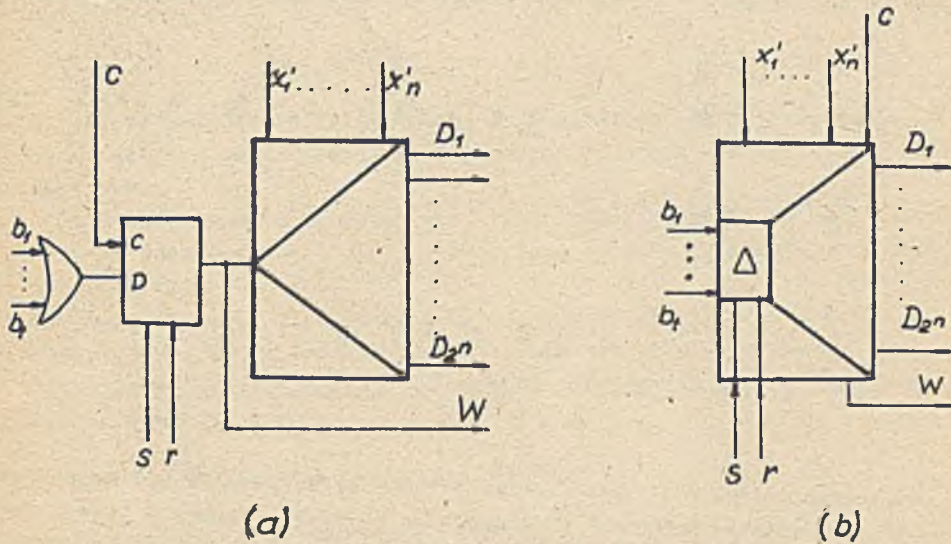 C
x'₁ . . . . . . x'ₙ
D₁
b₁
C
D
bₜ
D₂ⁿ
W
s r
(a)
C
x'₁ . . . . . x'ₙ
D₁
b₁
Δ
bₜ
D₂ⁿ
W
s r
(b)